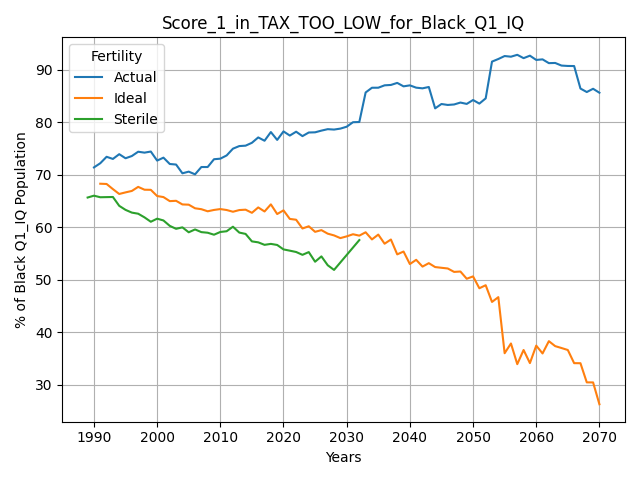 Score_1_in_TAX_TOO_LOW_for_Black_Q1_IQ
Fertility
Actual
Ideal
Sterile
% of Black Q1_IQ Population
90
80
70
60
50
40
30
1990 2000 2010 2020 2030 2040 2050 2060 2070
Years